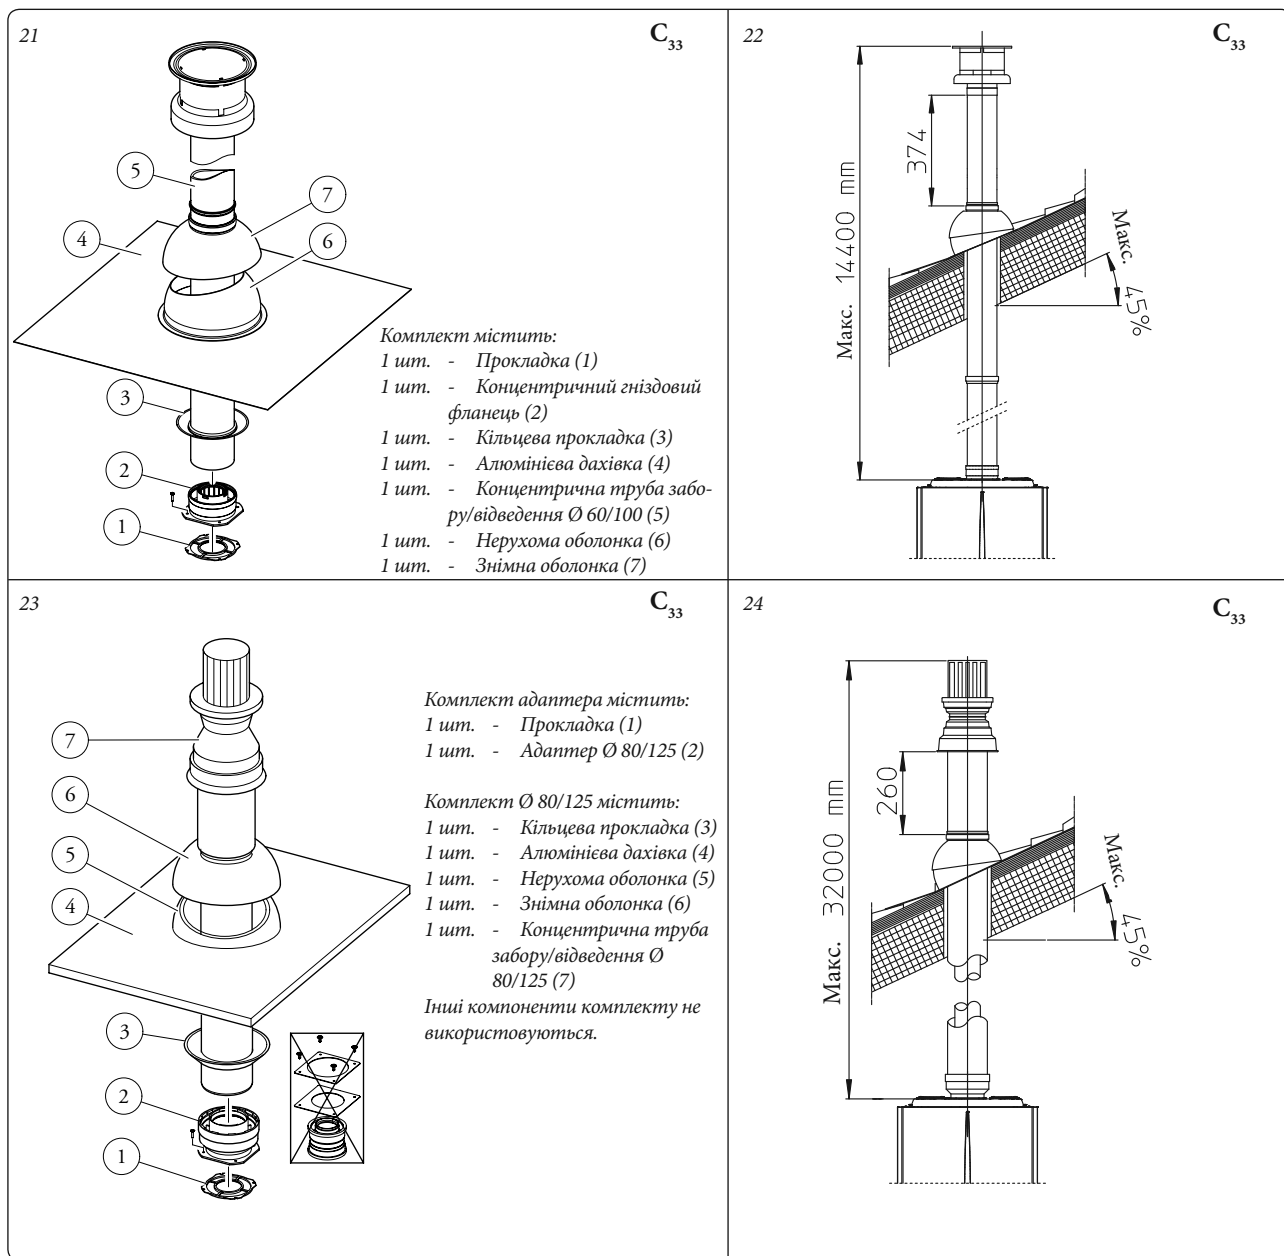 21
C33
5
7
4
6
3
2
1
Комплект містить:
1 шт. - Прокладка (1)
1 шт. - Концентричний гніздовий
фланець (2)
1 шт. - Кільцева прокладка (3)
1 шт. - Алюмінієва дахівка (4)
1 шт. - Концентрична труба забо-
ру/відведення Ø 60/100 (5)
1 шт. - Нерухома оболонка (6)
1 шт. - Знімна оболонка (7)
22
C33
374
Макс. 14400 mm
Макс.
45%
23
C33
7
6
5
4
3
2
1
Комплект адаптера містить:
1 шт. - Прокладка (1)
1 шт. - Адаптер Ø 80/125 (2)
Комплект Ø 80/125 містить:
1 шт. - Кільцева прокладка (3)
1 шт. - Алюмінієва дахівка (4)
1 шт. - Нерухома оболонка (5)
1 шт. - Знімна оболонка (6)
1 шт. - Концентрична труба
забору/відведення Ø
80/125 (7)
Інші компоненти комплекту не
використовуються.
24
C33
260
Макс. 32000 mm
Макс.
45%